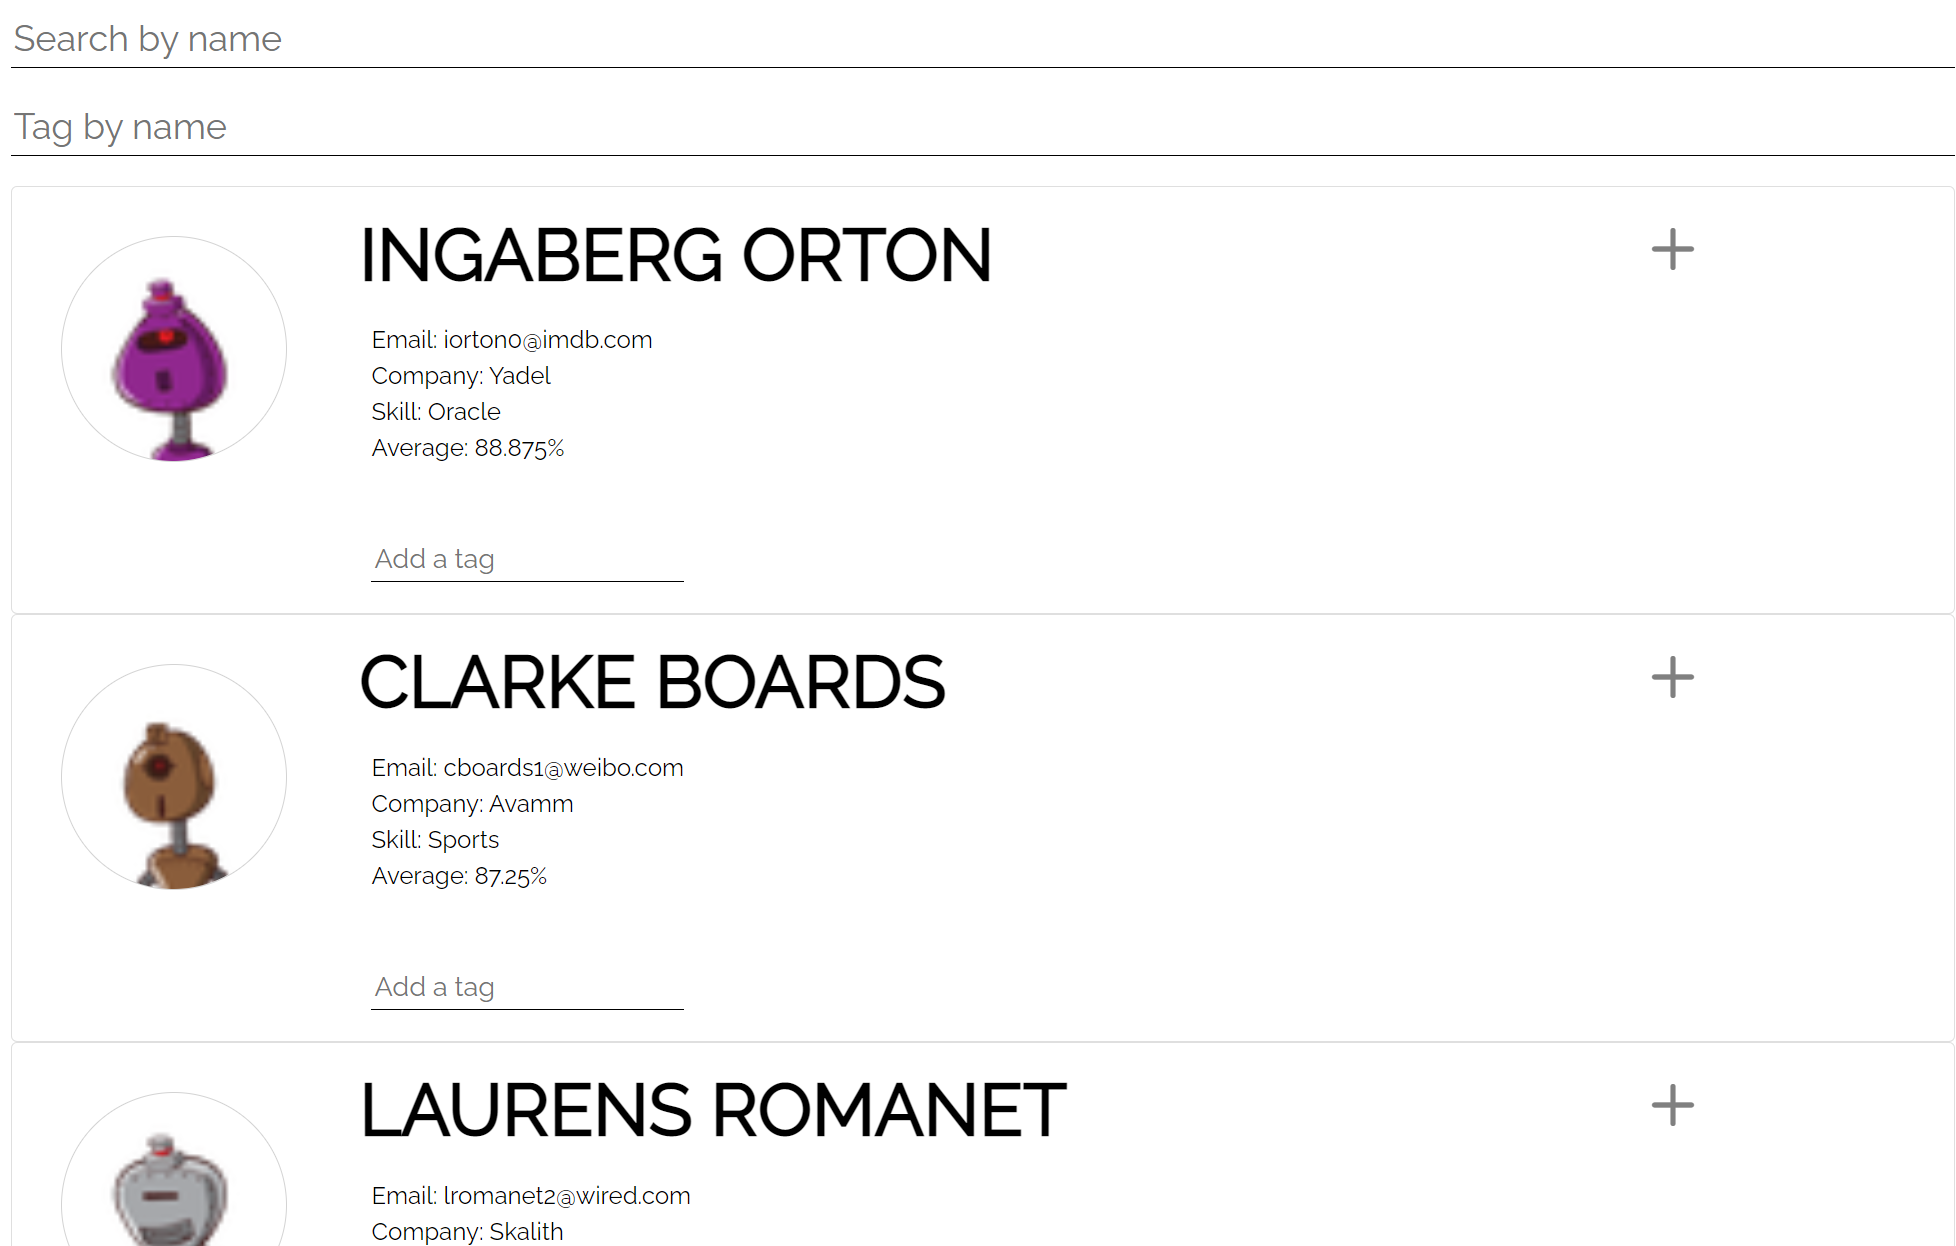 Search by name
Tag by name
INGABERG ORTON
Email: iorton0@imdb.com
Company: Yadel
Skill: Oracle
Average: 88.875%
Add a tag
CLARKE BOARDS
Email: cboards1@weibo.com
Company: Avamm
Skill: Sports
Average: 87.25%
Add a tag
LAURENS ROMANET
Email: lromanet2@wired.com
Company: Skalith